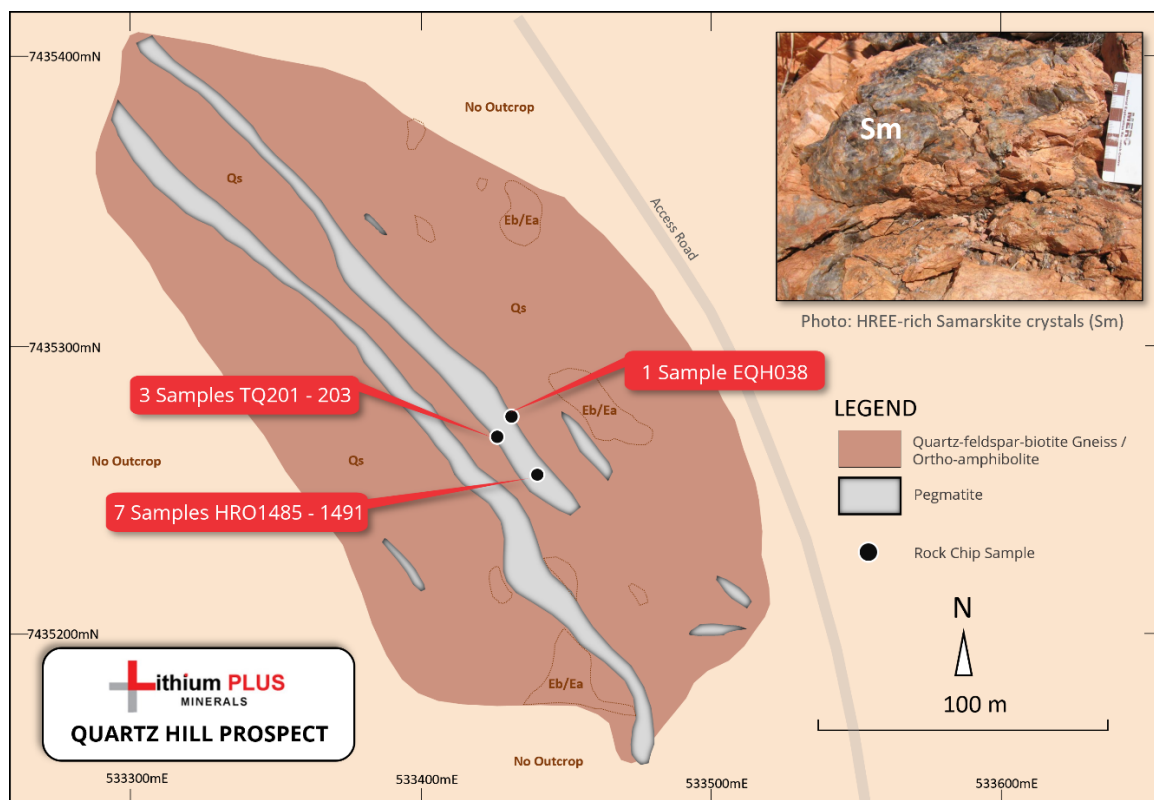 7435400mN
No Outcrop
Sm
Qs
Eb/Ea
Access Road
Qs
Photo: HREE-rich Samarskite crystals (Sm)
7435300mN
1 Sample EQH038
3 Samples TQ201 - 203
Eb/Ea
LEGEND
Quartz-feldspar-biotite Gneiss /
Ortho-amphibolite
No Outcrop
Qs
Pegmatite
7 Samples HRO1485 - 1491
Rock Chip Sample
N
7435200mN
Eb/Ea
100 m
Lithium PLUS
MINERALS
QUARTZ HILL PROSPECT
No Outcrop
533300mE
533400mE
533500mE
533600mE